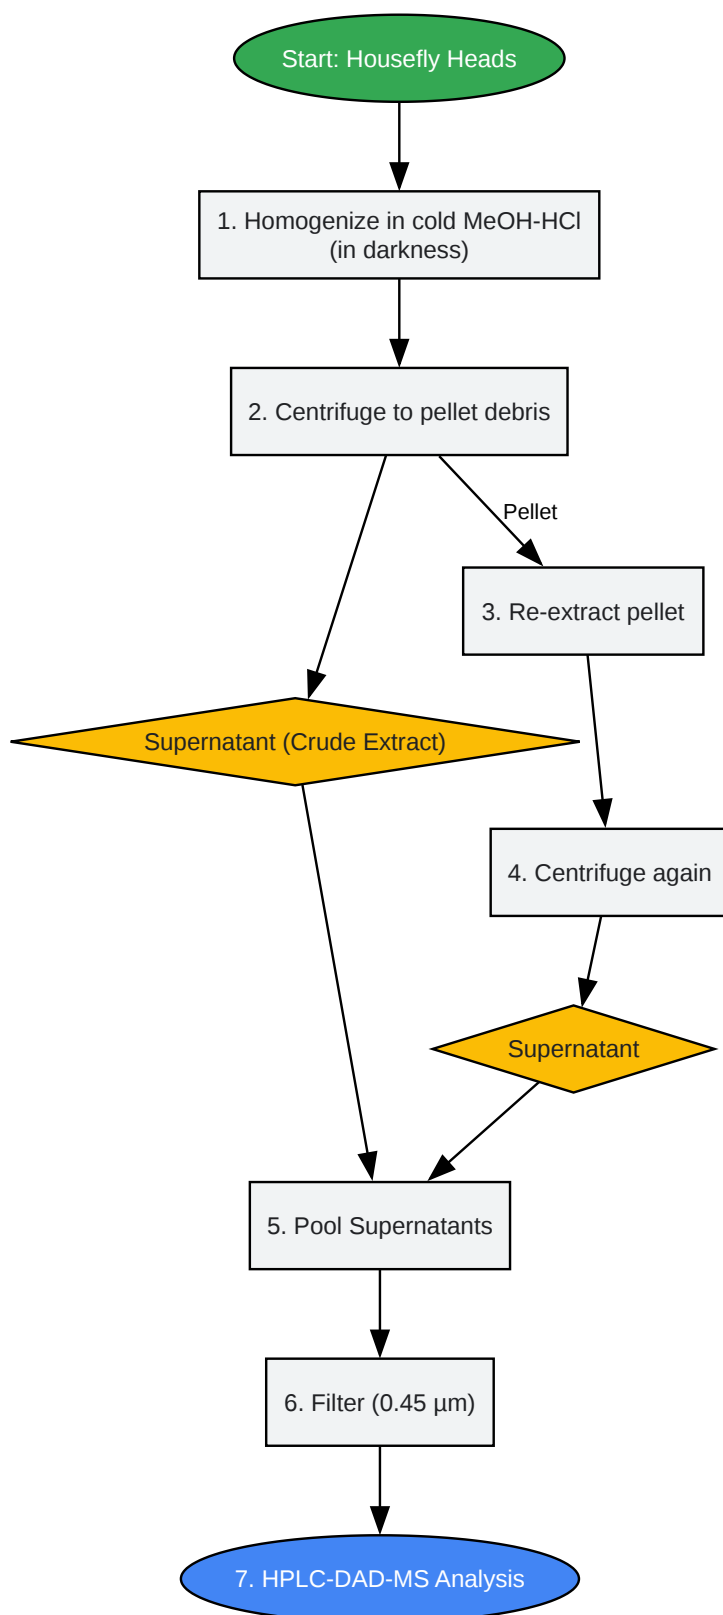 Start: Housefly Heads
1. Homogenize in cold MeOH-HCl
(in darkness)
2. Centrifuge to pellet debris
Pellet
3. Re-extract pellet
Supernatant (Crude Extract)
4. Centrifuge again
Supernatant
5. Pool Supernatants
6. Filter (0.45 µm)
7. HPLC-DAD-MS Analysis